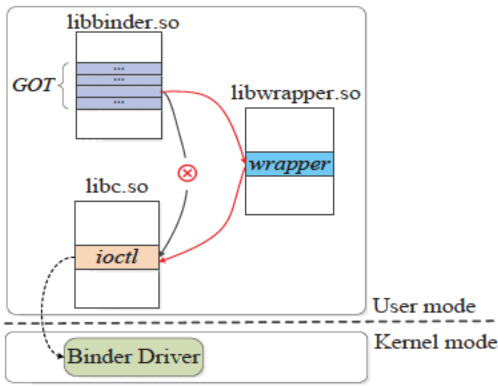 libbinder.so
...
...
GOT
...
libwrapper.so
wrapper
libc.so
ioctl
User mode
Kernel mode
Binder Driver